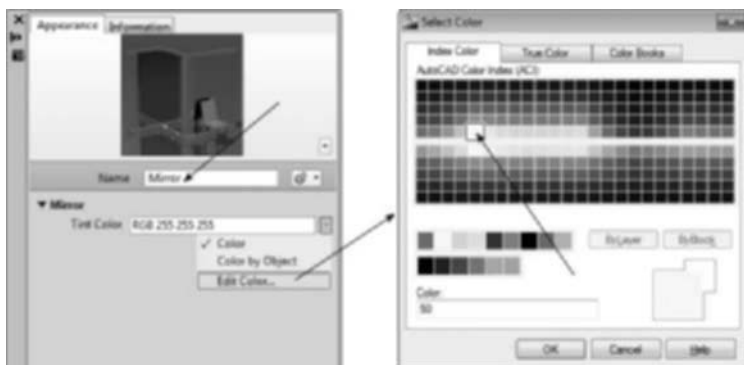 Appearance Information
Name Mirror
Mirror
Tint Color RGB 255 255 255
Color
Color by Object
Edit Color...
Select Color
Index Color True Color Color Books
AutoCAD Color Index (ACI)
ByLayer ByBlock
Color:
50
OK Cancel Help